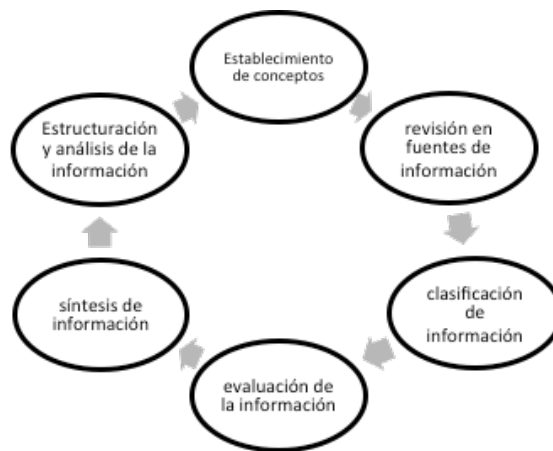 Establecimiento
de conceptos
revisión en
fuentes de
información
clasificación
de
información
evaluación de
la información
síntesis de
información
Estructuración
y análisis de la
información